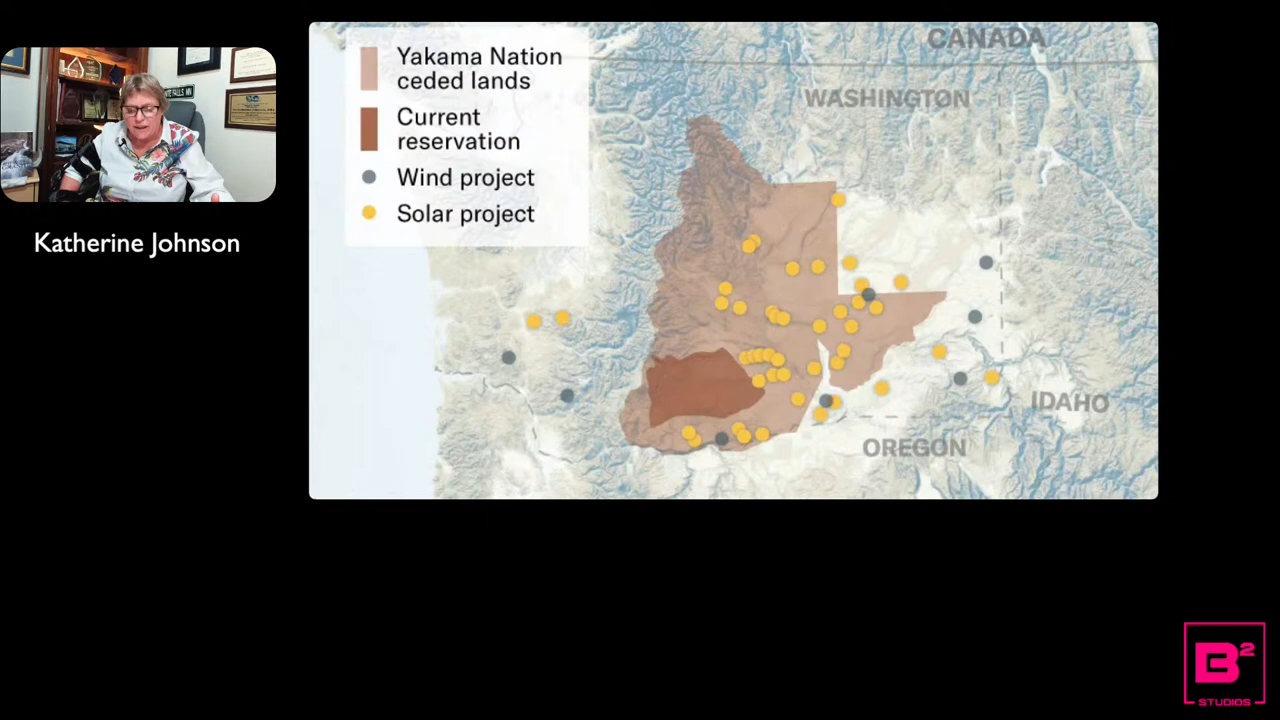 Katherine Johnson
Yakama Nation
ceded lands
Current
reservation
Wind project
Solar project
CANADA
WASHINGTON
IDAHO
OREGON
B²
STUDIOS